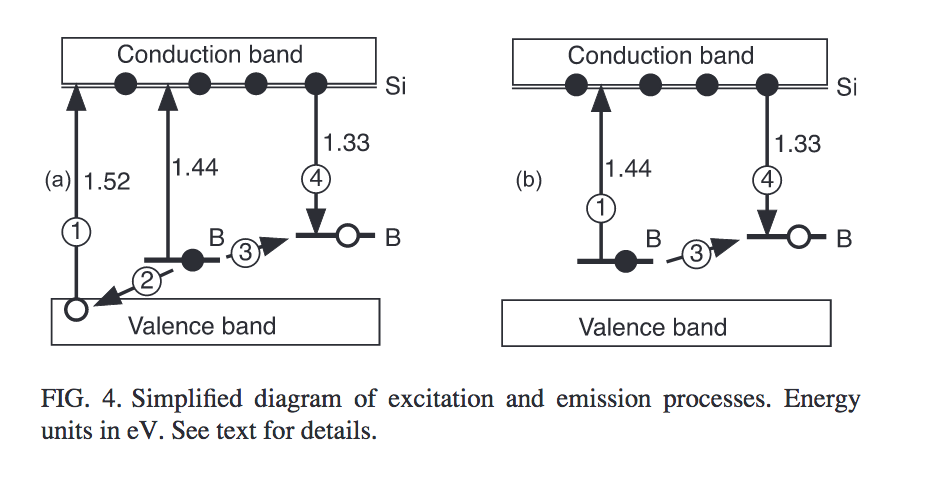 Conduction band
Si
1.33
1.44
(a) 1.52
4
1
B
3
B
2
Valence band
Conduction band
Si
1.33
1.44
(b)
4
1
B
3
B
Valence band
FIG. 4. Simplified diagram of excitation and emission processes. Energy
units in eV. See text for details.